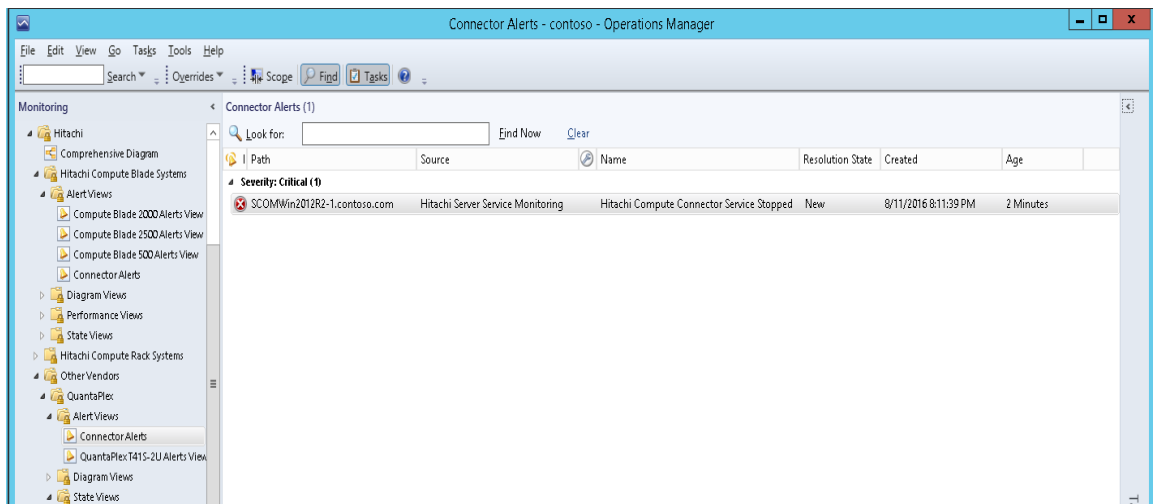 Connector Alerts - contoso - Operations Manager
File Edit View Go Tasks Tools Help
Search Overrides Scope Find Tasks
Monitoring
Connector Alerts (1)
Hitachi
Look for: Find Now Clear
Comprehensive Diagram
I Path Source Name Resolution State Created Age
Hitachi Compute Blade Systems
Severity: Critical (1)
Alert Views
SCOMWin2012R2-1.contoso.com Hitachi Server Service Monitoring Hitachi Compute Connector Service Stopped New 8/11/2016 8:11:39 PM 2 Minutes
Compute Blade 2000 Alerts View
Compute Blade 2500 Alerts View
Compute Blade 500 Alerts View
Connector Alerts
Diagram Views
Performance Views
State Views
Hitachi Compute Rack Systems
Other Vendors
QuantaPlex
Alert Views
Connector Alerts
QuantaPlex T41S-2U Alerts View
Diagram Views
State Views